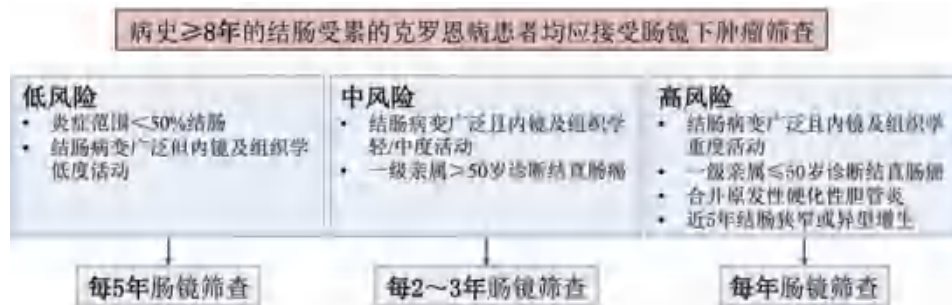 病史≥8年的结肠受累的克罗恩病患者均应接受肠镜下肿瘤筛查
低风险
• 炎症范围<50%结肠
• 结肠病变广泛但内镜及组织学
低度活动
中风险
• 结肠病变广泛且内镜及组织学
轻/中度活动
• 一级亲属>50岁诊断结直肠癌
高风险
• 结肠病变广泛且内镜及组织学
重度活动
• 一级亲属≤50岁诊断结直肠癌
• 合并原发性硬化性胆管炎
• 近5年结肠狭窄或异型增生
每5年肠镜筛查
每2～3年肠镜筛查
每年肠镜筛查